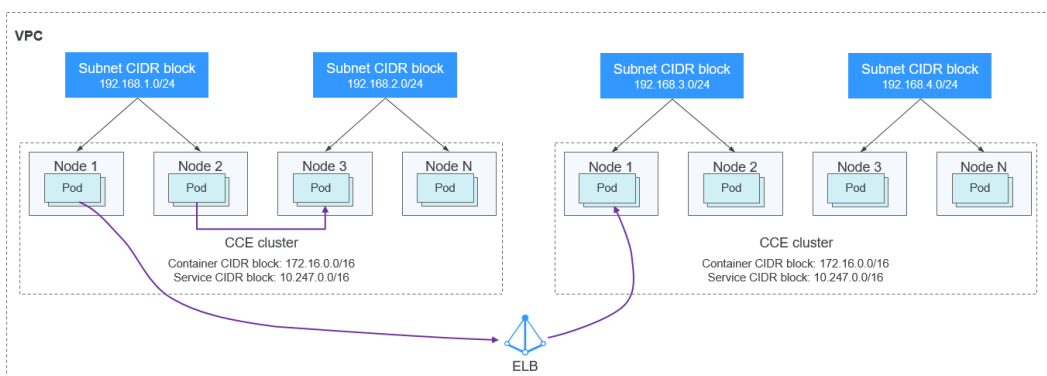 VPC
Subnet CIDR block
192.168.1.0/24
Subnet CIDR block
192.168.2.0/24
Subnet CIDR block
192.168.3.0/24
Subnet CIDR block
192.168.4.0/24
Node 1
Pod
Node 2
Pod
Node 3
Pod
Node N
Pod
CCE cluster
Container CIDR block: 172.16.0.0/16
Service CIDR block: 10.247.0.0/16
Node 1
Pod
Node 2
Pod
Node 3
Pod
Node N
Pod
CCE cluster
Container CIDR block: 172.16.0.0/16
Service CIDR block: 10.247.0.0/16
ELB